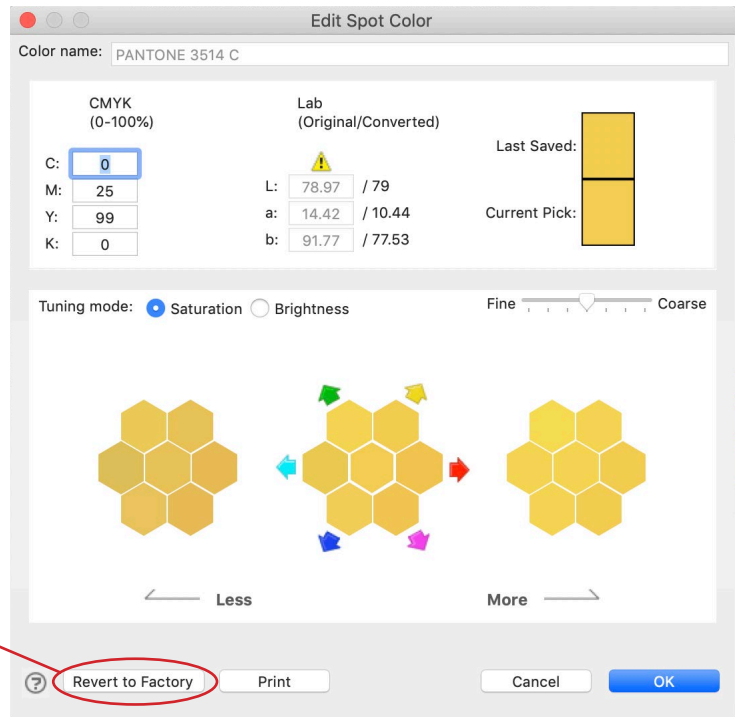 Edit Spot Color
Color name: PANTONE 3514 C
CMYK
(0-100%)
Lab
(Original/Converted)
Last Saved:
C: 0
M: 25 L: 78.97 / 79
Y: 99 a: 14.42 / 10.44 Current Pick:
K: 0 b: 91.77 / 77.53
Tuning mode: Saturation Brightness Fine Coarse
Less More
? Revert to Factory Print Cancel OK